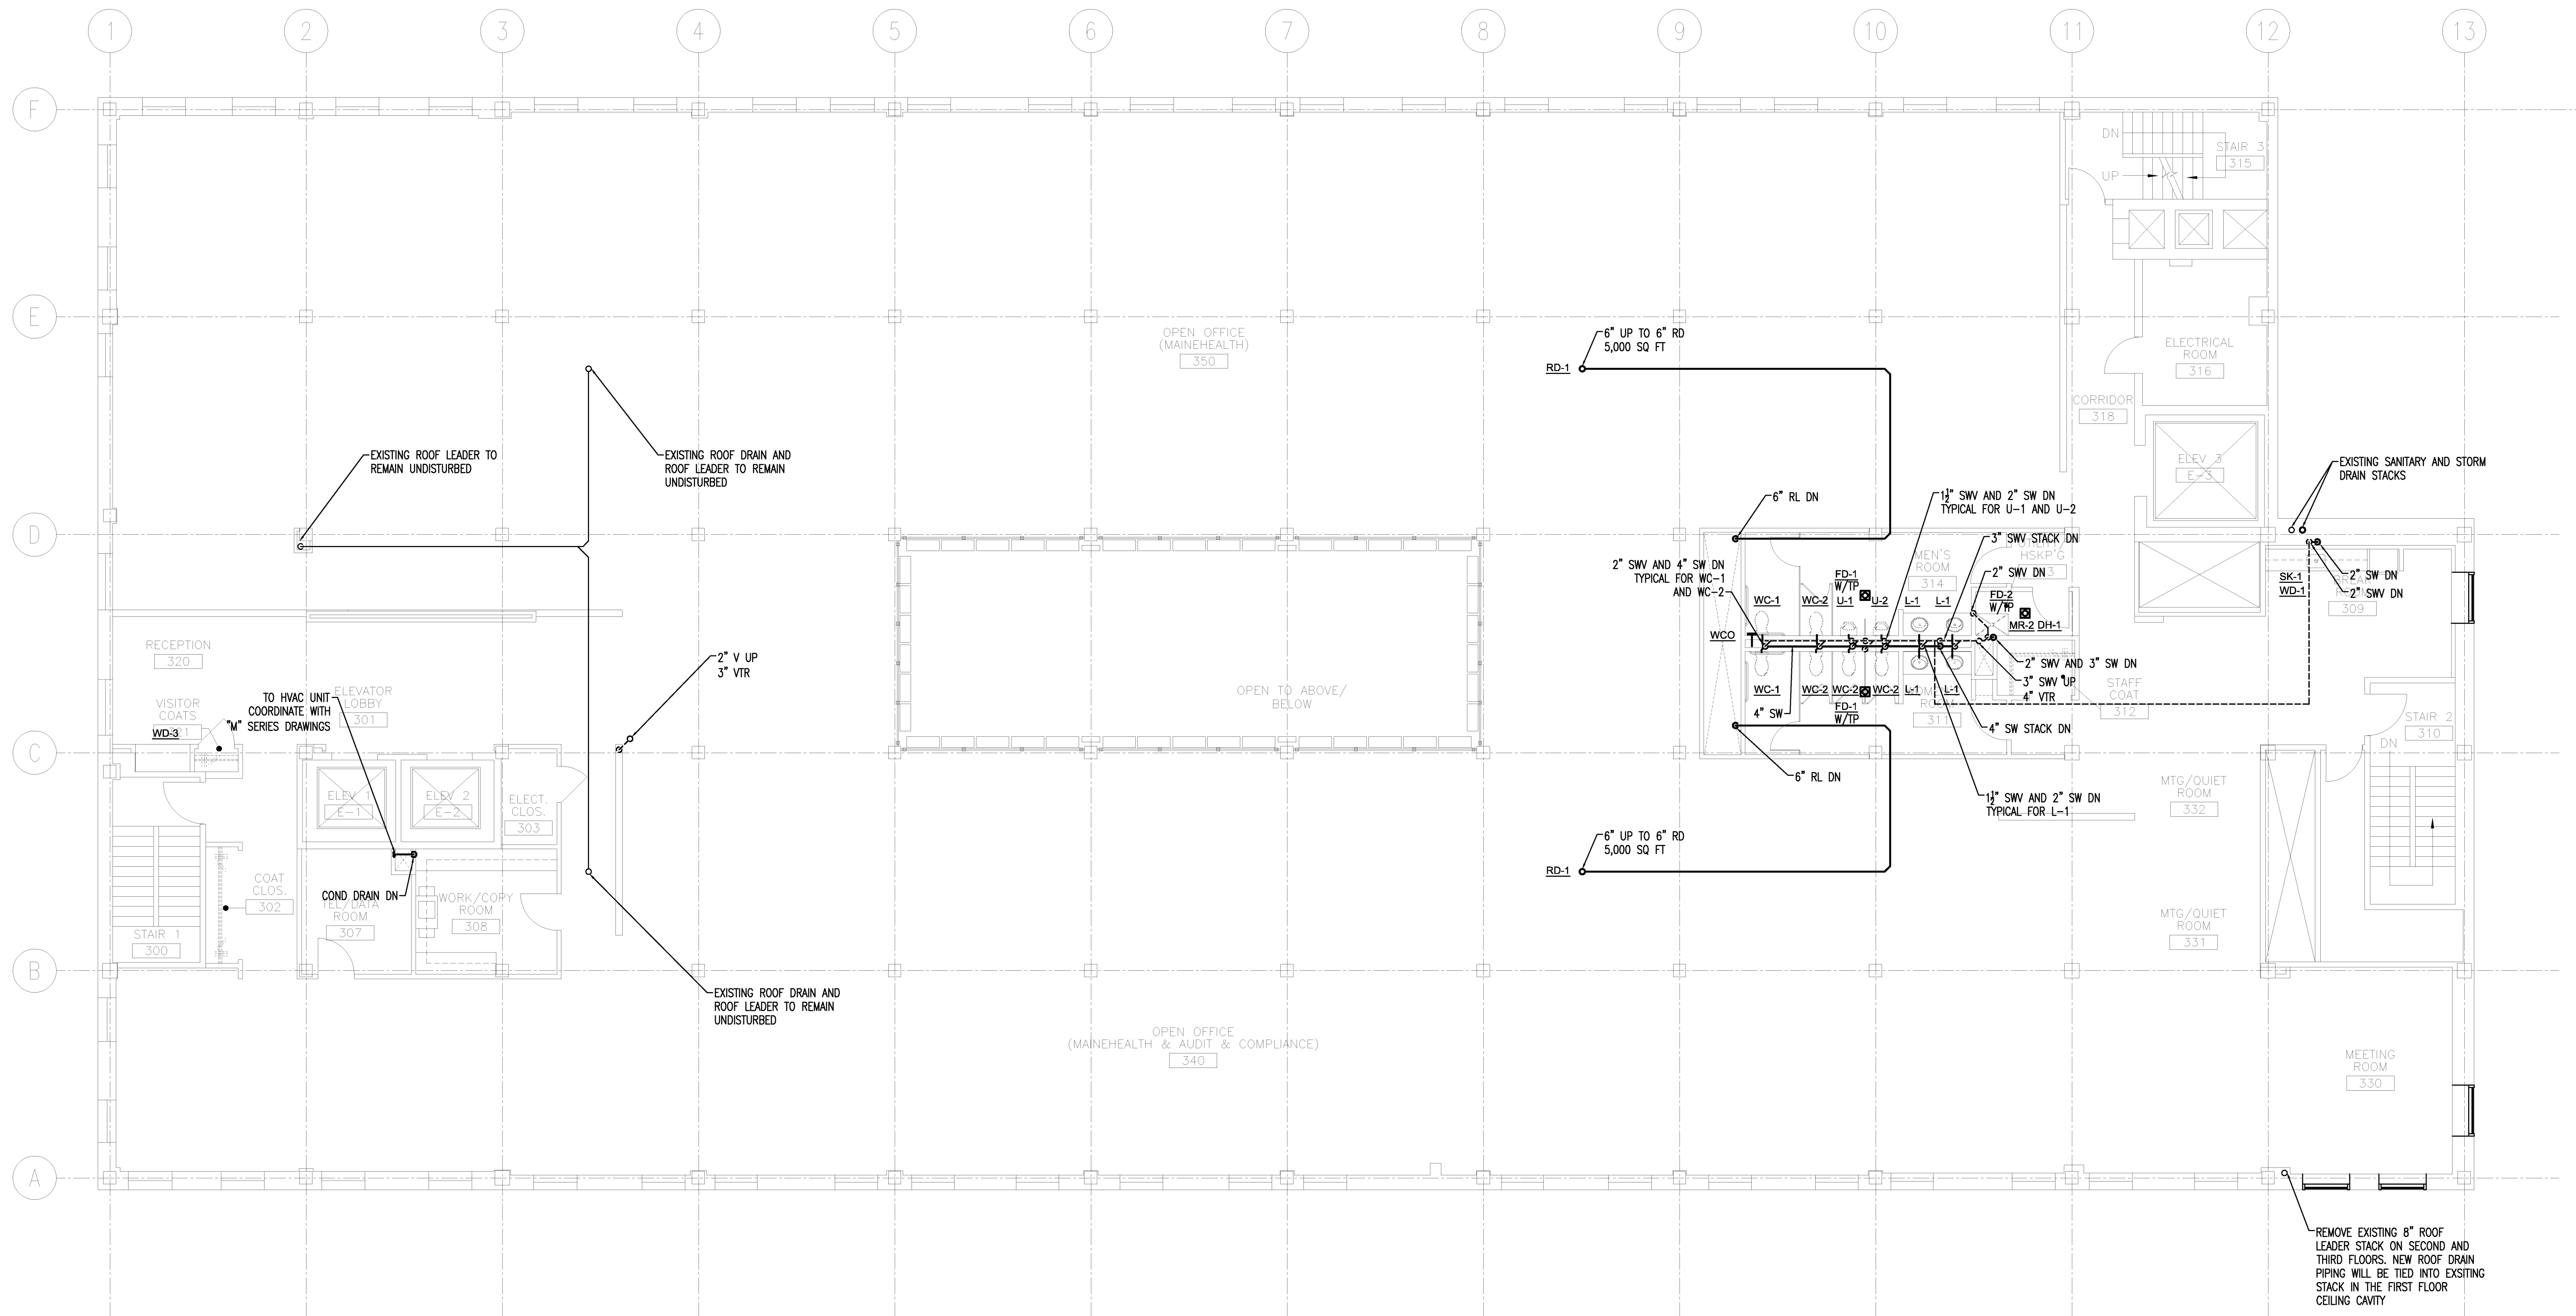 1
2
3
4
5
6
7
8
9
10
11
12
13
F
E
D
C
B
A
DN
UP
STAIR 3
315
OPEN OFFICE
(MAINEHEALTH)
350
6" UP TO 6" RD
5,000 SQ FT
RD-1
ELECTRICAL
ROOM
316
CORRIDOR
318
EXISTING ROOF LEADER TO
REMAIN UNDISTURBED
EXISTING ROOF DRAIN AND
ROOF LEADER TO REMAIN
UNDISTURBED
ELEV 3
E-3
EXISTING SANITARY AND STORM
DRAIN STACKS
6" RL DN
1½" SWV AND 2" SW DN
TYPICAL FOR U-1 AND U-2
3" SWV STACK DN
2" SWV AND 4" SW DN
TYPICAL FOR WC-1
AND WC-2
MEN'S
ROOM
314
HSKP'G
2" SWV DN
FD-1
W/TP
FD-2
W/TP
WC-1
WC-2
U-1
U-2
L-1
L-1
MR-2
DH-1
SK-1
WD-1
2" SW DN
2" SWV DN
309
WCO
RECEPTION
320
2" V UP
3" VTR
2" SWV AND 3" SW DN
3" SWV UP
4" VTR
STAFF
COAT
312
TO HVAC UNIT
COORDINATE WITH
"M" SERIES DRAWINGS
ELEVATOR
LOBBY
301
VISITOR
COATS
WD-3
OPEN TO ABOVE/
BELOW
WC-1
WC-2
WC-2
WC-2
L-1
L-1
4" SW
FD-1
W/TP
ROOM
311
4" SW STACK DN
STAIR 2
310
DN
6" RL DN
ELEV 1
E-1
ELEV 2
E-2
ELECT.
CLOS.
303
MTG/QUIET
ROOM
332
1½" SWV AND 2" SW DN
TYPICAL FOR L-1
6" UP TO 6" RD
5,000 SQ FT
RD-1
COAT
CLOS.
302
COND DRAIN DN
TEL/DATA
ROOM
307
WORK/COPY
ROOM
308
STAIR 1
300
MTG/QUIET
ROOM
331
EXISTING ROOF DRAIN AND
ROOF LEADER TO REMAIN
UNDISTURBED
OPEN OFFICE
(MAINEHEALTH & AUDIT & COMPLIANCE)
340
MEETING
ROOM
330
REMOVE EXISTING 8" ROOF
LEADER STACK ON SECOND AND
THIRD FLOORS. NEW ROOF DRAIN
PIPING WILL BE TIED INTO EXSITING
STACK IN THE FIRST FLOOR
CEILING CAVITY